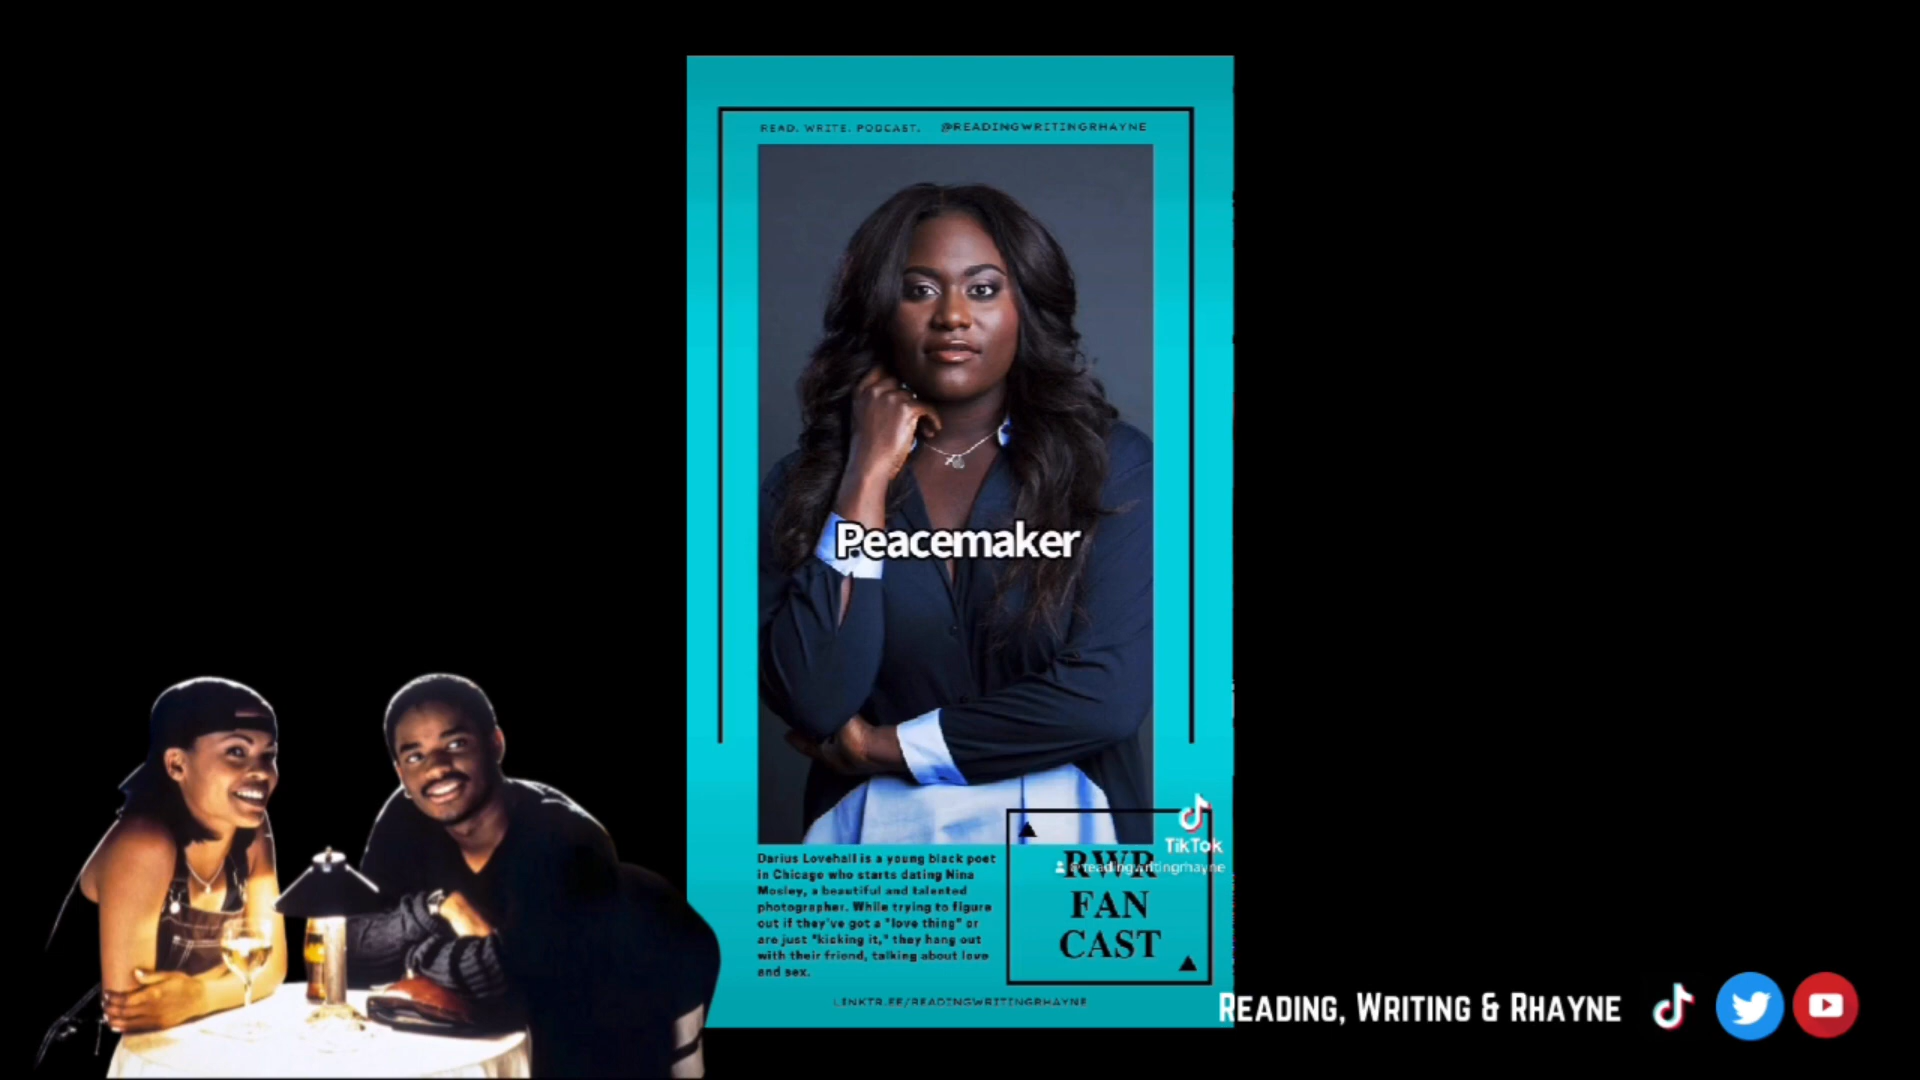 READ. WRITE. PODCAST. @READINGWRITINGRHAYNE
Peacemaker
TikTok
@readingwritingrhayne
Darius Lovehall is a young black poet
in Chicago who starts dating Nina
Mosley, a beautiful and talented
photographer. While trying to figure
out if they've got a "love thing" or
are just "kicking it," they hang out
with their friend, talking about love
and sex.
RWR
FAN
CAST
LINKTR.EE/READINGWRITINGRHAYNE
READING, WRITING & RHAYNE